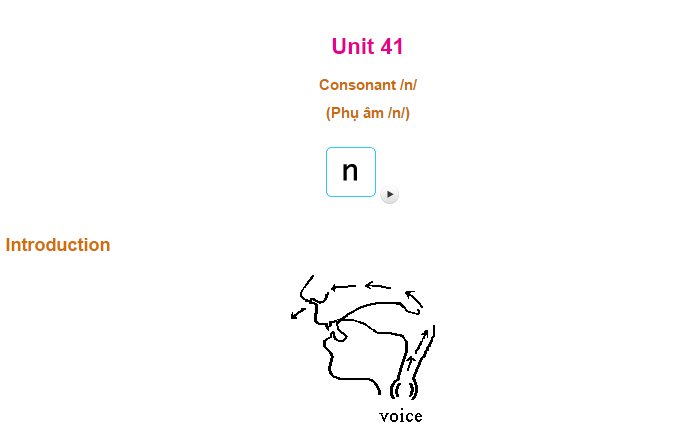 Unit 41
Consonant /n/
(Phụ âm /n/)
n
Introduction
voice